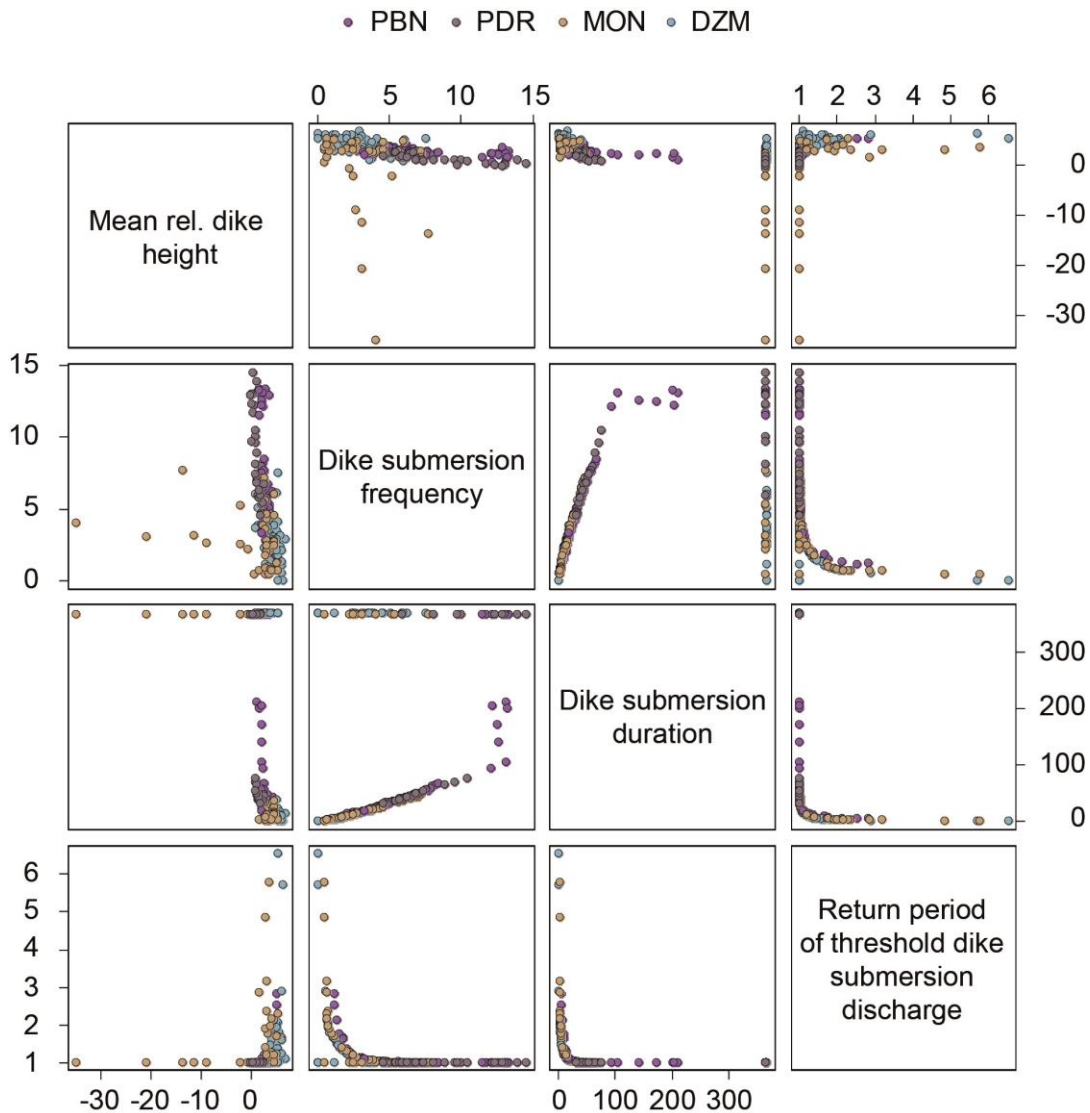 PBN PDR MON DZM
0 5 10 15 1 2 3 4 5 6
Mean rel. dike
height
0
-10
-20
-30
15
10
5
0
Dike submersion
frequency
Dike submersion
duration
300
200
100
0
6
5
4
3
2
1
Return period
of threshold dike
submersion
discharge
-30 -20 -10 0 0 100 200 300